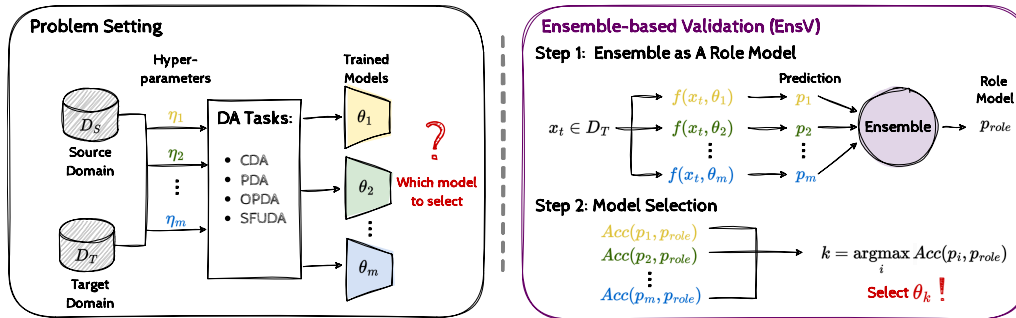 Problem Setting
Hyper-
parameters
Trained
Models
D_S
Source
Domain
D_T
Target
Domain
η_1
η_2
⋮
η_m
DA Tasks:
• CDA
• PDA
• OPDA
• SFUDA
θ_1
θ_2
⋮
θ_m
?
Which model
to select
Ensemble-based Validation (EnsV)
Step 1: Ensemble as A Role Model
Prediction
Role
Model
x_t ∈ D_T
f(x_t, θ_1)
p_1
f(x_t, θ_2)
p_2
⋮
⋮
f(x_t, θ_m)
p_m
Ensemble
p_role
Step 2: Model Selection
Acc(p_1, p_role)
Acc(p_2, p_role)
⋮
Acc(p_m, p_role)
k = argmax_i Acc(p_i, p_role)
Select θ_k !